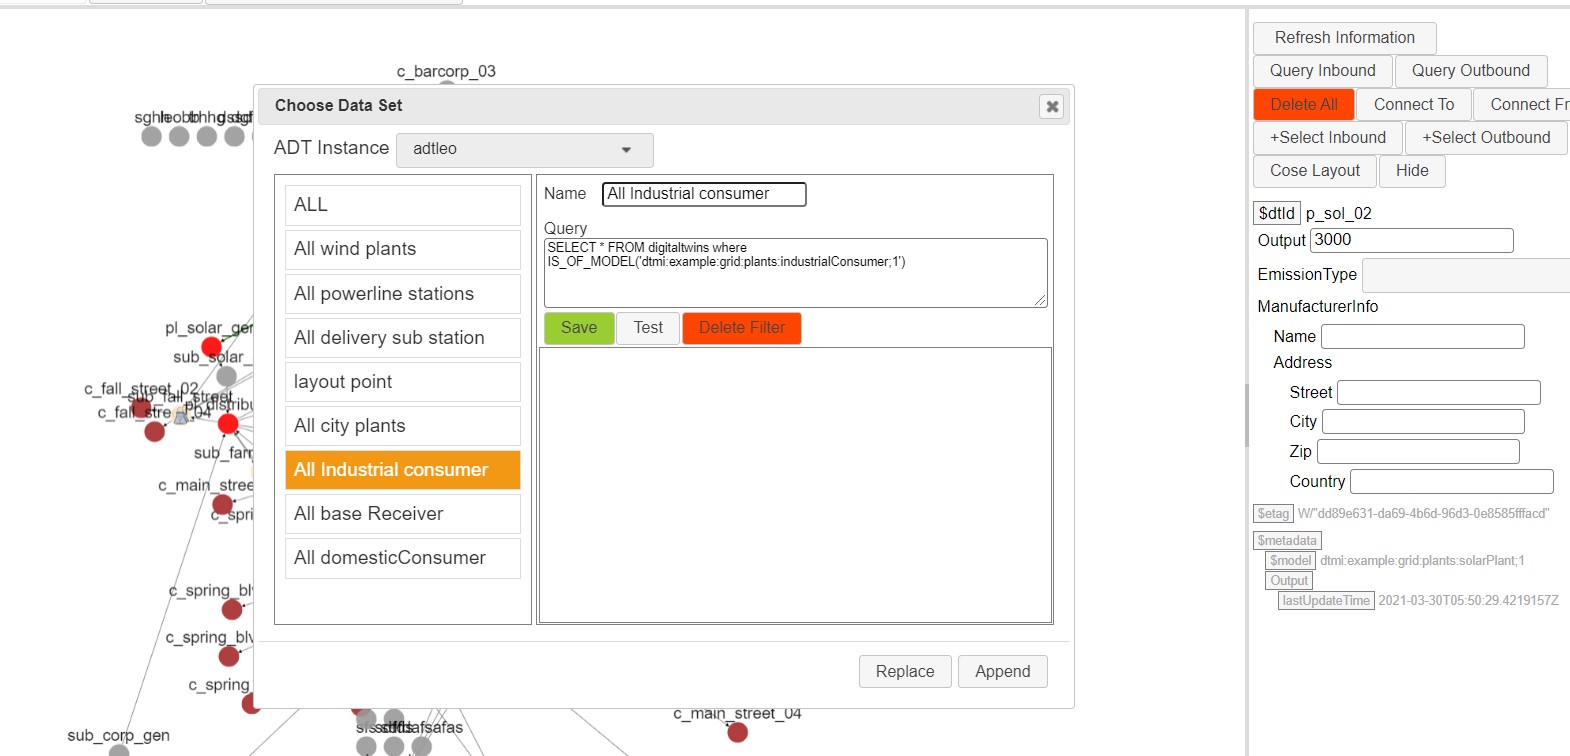 c_barcorp_03
Choose Data Set
ADT Instance
adtleo
ALL
All wind plants
All powerline stations
All delivery sub station
layout point
All city plants
All Industrial consumer
All base Receiver
All domesticConsumer
Name
All Industrial consumer
Query
SELECT * FROM digitaltwins where
IS_OF_MODEL('dtmi:example:grid:plants:industrialConsumer;1')
Save
Test
Delete Filter
Replace
Append
pl_solar_gen
sub_solar_
c_fall_street_02
sub_fall_street
c_fall_stre
_04
pl_distribu
sub_farm
c_main_stree
c_spri
c_spring_bl
c_spring_blv
c_spring
sub_corp_gen
c_main_street_04
Refresh Information
Query Inbound
Query Outbound
Delete All
Connect To
Connect Fr
+Select Inbound
+Select Outbound
Cose Layout
Hide
$dtId
p_sol_02
Output
3000
EmissionType
ManufacturerInfo
Name
Address
Street
City
Zip
Country
$etag
W/"dd89e631-da69-4b6d-96d3-0e8585fffacd"
$metadata
$model
dtmi:example:grid:plants:solarPlant;1
Output
lastUpdateTime
2021-03-30T05:50:29.4219157Z